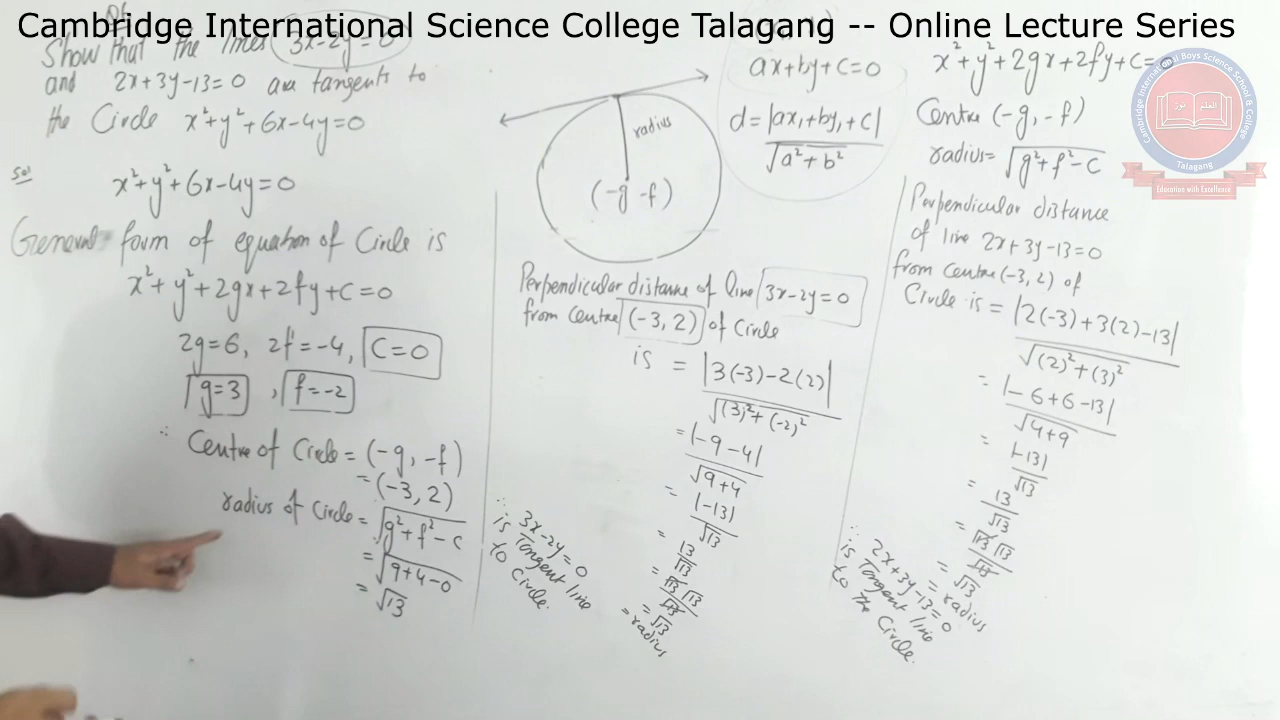 Cambridge International Science College Talagang -- Online Lecture Series
Q6
Show that the lines 3x-2y=0
and 2x+3y-13=0 are tangents to
the Circle x²+y²+6x-4y=0
Sol
x²+y²+6x-4y=0
General form of equation of Circle is
x²+y²+2gx+2fy+c=0
2g=6, 2f=-4, C=0
g=3 , f=-2
∴ Centre of Circle = (-g, -f)
= (-3, 2)
radius of Circle = √g²+f²-c
= √9+4-0
= √13
radius
(-g -f)
Perpendicular distance of line 3x-2y=0
from Centre (-3, 2) of Circle
is = |3(-3)-2(2)|
√(3)²+(-2)²
= |-9-4|
√9+4
= |-13|
√13
= 13
√13
= √13 √13
√13
= √13
= radius
∴ 3x-2y=0
is Tangent line
to Circle.
ax+by+c=0
d= |ax₁+by₁+c|
√a²+b²
x²+y²+2gx+2fy+c=0
Centre (-g, -f)
radius= √g²+f²-c
Perpendicular distance
of line 2x+3y-13=0
from Centre (-3, 2) of
Circle is = |2(-3)+3(2)-13|
√(2)²+(3)²
= |-6+6-13|
√4+9
= |-13|
√13
= 13
√13
= √13 √13
√13
= √13
= radius
∴ 2x+3y-13=0
is Tangent line
to the Circle.
Cambridge International Boys Science School & College
العلم نورٌ
Talagang
Education with Excellence